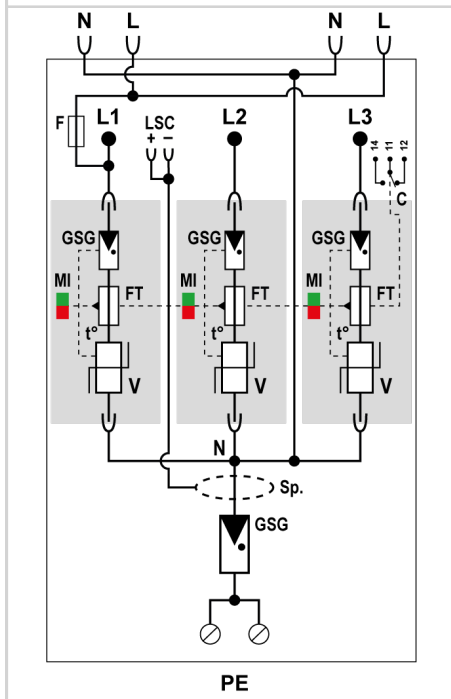 N L N L
F L1 LSC L2 L3 14 11 12
+ −
C
GSG GSG GSG
MI FT MI FT MI FT
t° t° t°
V V V
N
Sp.
GSG
PE